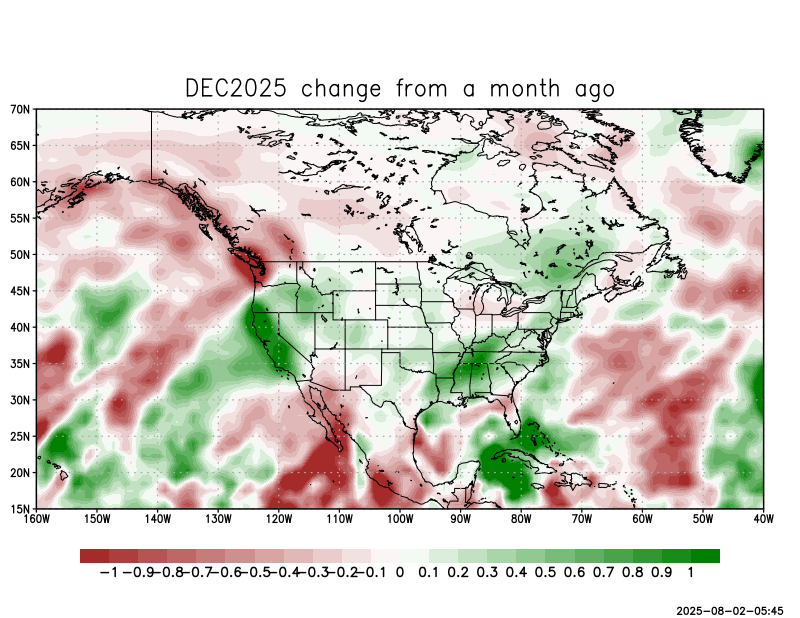 DEC2025 change from a month ago
70N
65N
60N
55N
50N
45N
40N
35N
30N
25N
20N
15N
160W 150W 140W 130W 120W 110W 100W 90W 80W 70W 60W 50W 40W
−1 −0.9 −0.8 −0.7 −0.6 −0.5 −0.4 −0.3 −0.2 −0.1 0 0.1 0.2 0.3 0.4 0.5 0.6 0.7 0.8 0.9 1
2025-08-02-05:45